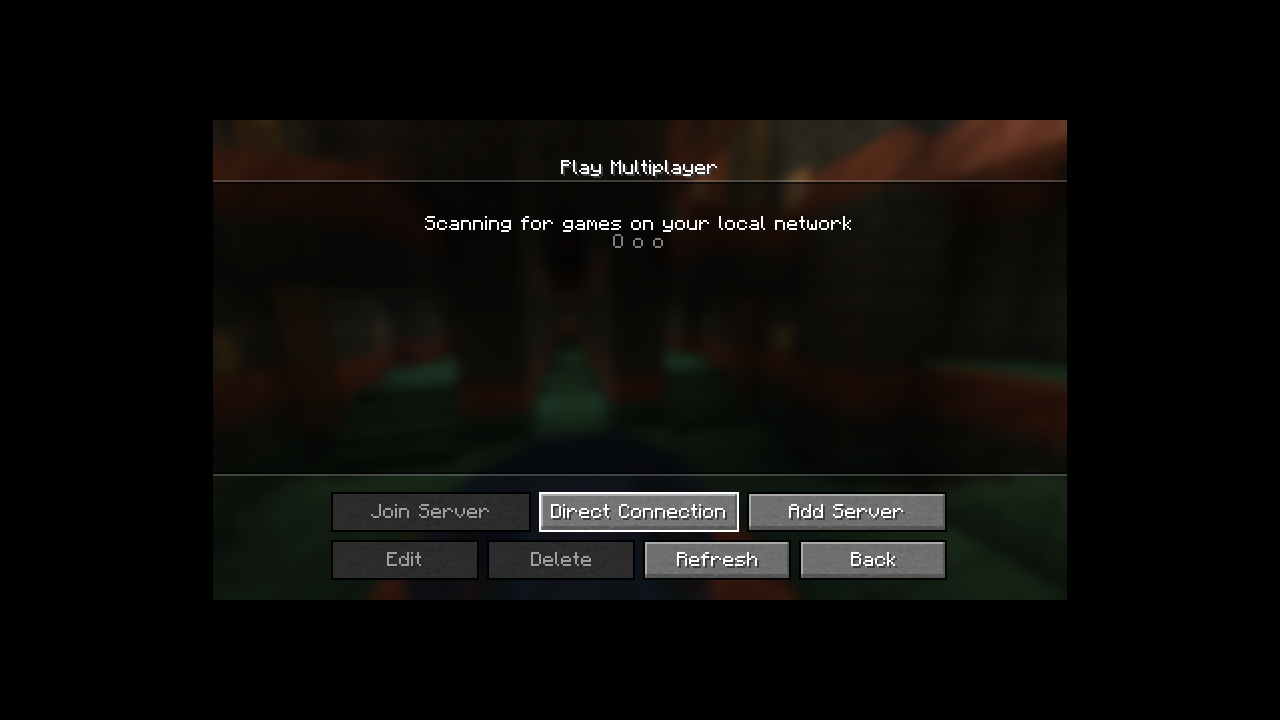 Play Multiplayer
Scanning for games on your local network
O o o
Join Server
Direct Connection
Add Server
Edit
Delete
Refresh
Back